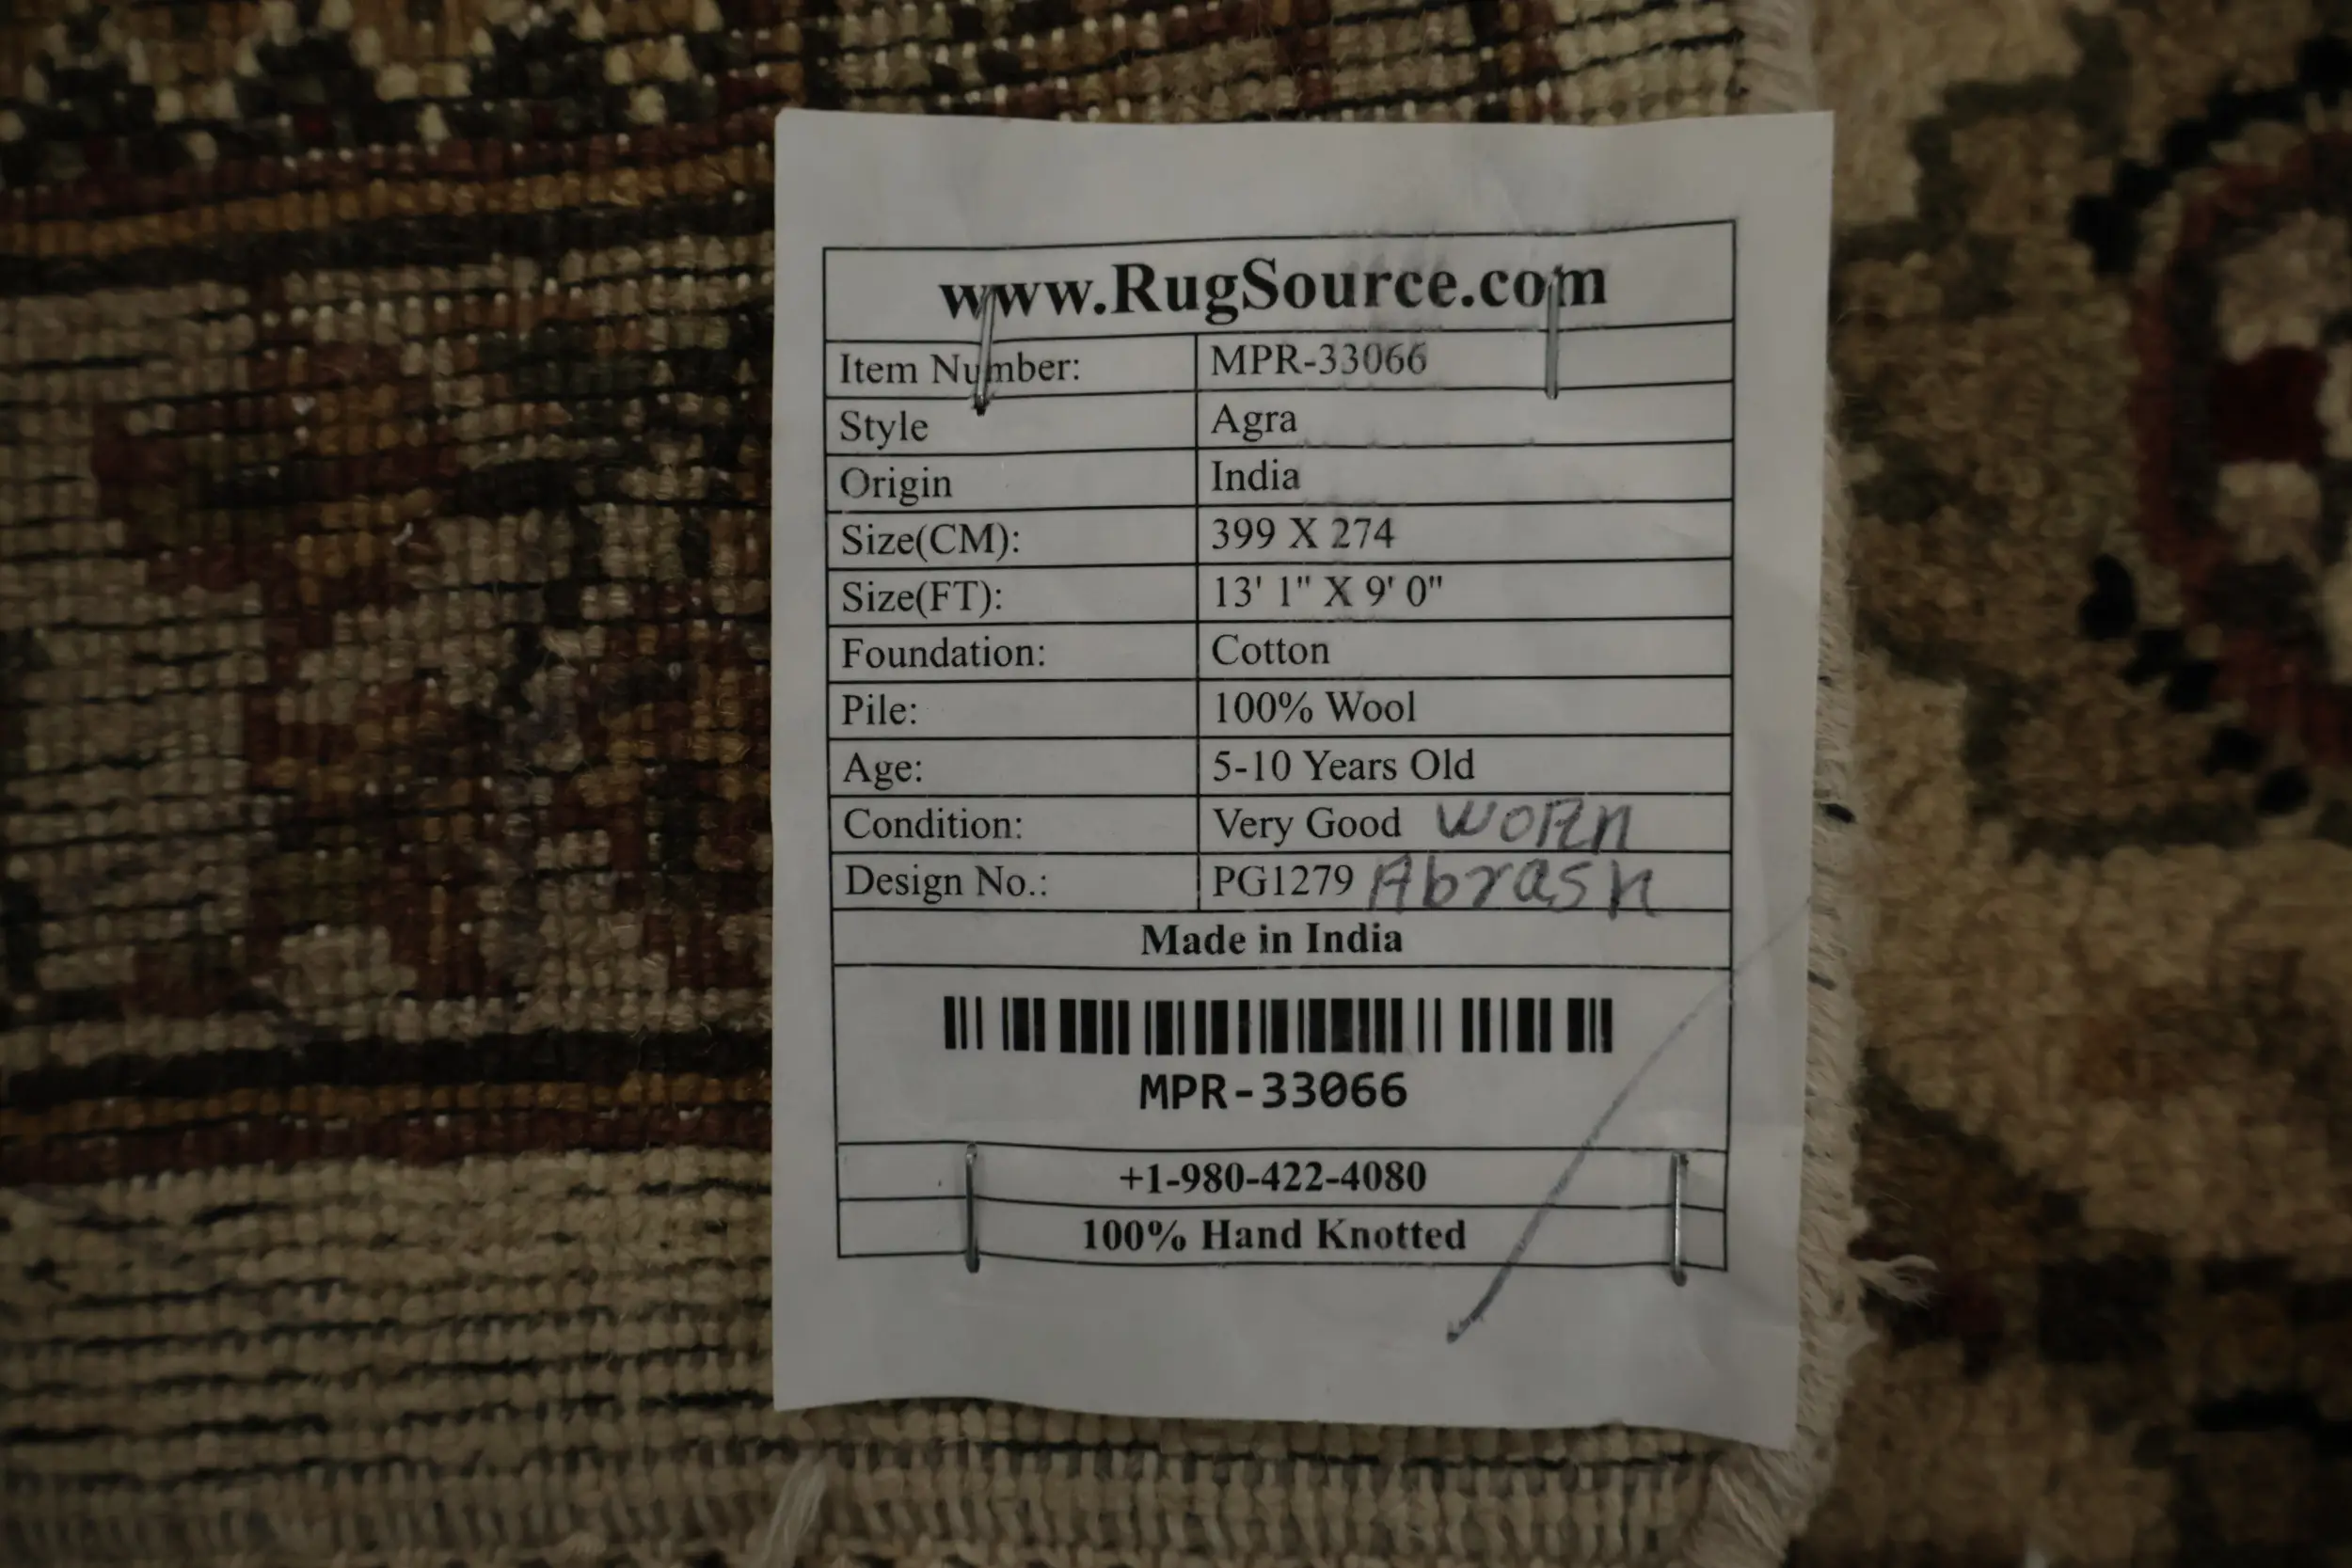 www.RugSource.com
Item Number: MPR-33066
Style Agra
Origin India
Size(CM): 399 X 274
Size(FT): 13' 1" X 9' 0"
Foundation: Cotton
Pile: 100% Wool
Age: 5-10 Years Old
Condition: Very Good WORN
Design No.: PG1279 Abrash
Made in India
MPR-33066
+1-980-422-4080
100% Hand Knotted